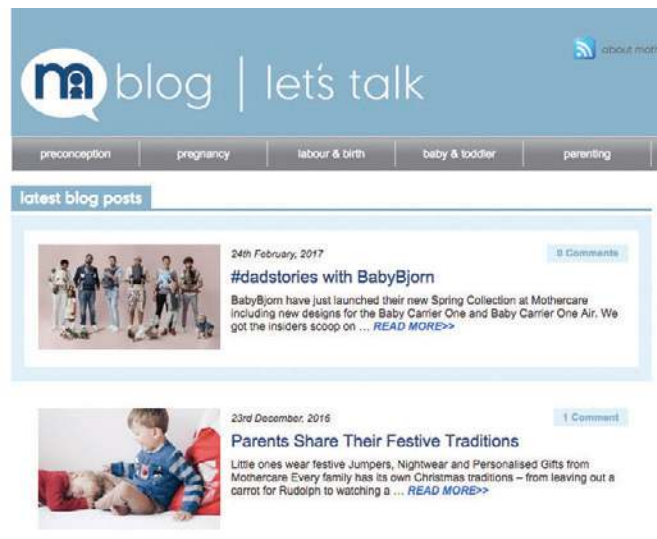 about moth
m blog | let's talk
preconception pregnancy labour & birth baby & toddler parenting
latest blog posts
24th February, 2017
0 Comments
#dadstories with BabyBjorn
BabyBjorn have just launched their new Spring Collection at Mothercare
including new designs for the Baby Carrier One and Baby Carrier One Air. We
got the insiders scoop on ... READ MORE>>
23rd December, 2016
1 Comment
Parents Share Their Festive Traditions
Little ones wear festive Jumpers, Nightwear and Personalised Gifts from
Mothercare Every family has its own Christmas traditions – from leaving out a
carrot for Rudolph to watching a ... READ MORE>>